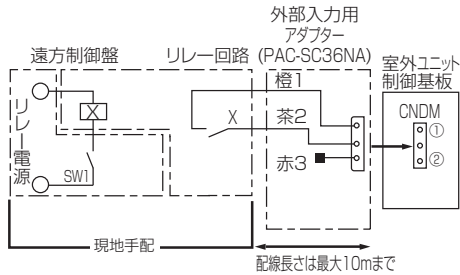 外部入力用
アダプター
(PAC-SC36NA)
遠方制御盤
リレー回路
室外ユニット
制御基板
リレー電源
X
SW1
X
橙1
茶2
赤3
CNDM
①
②
現地手配
配線長さは最大10mまで